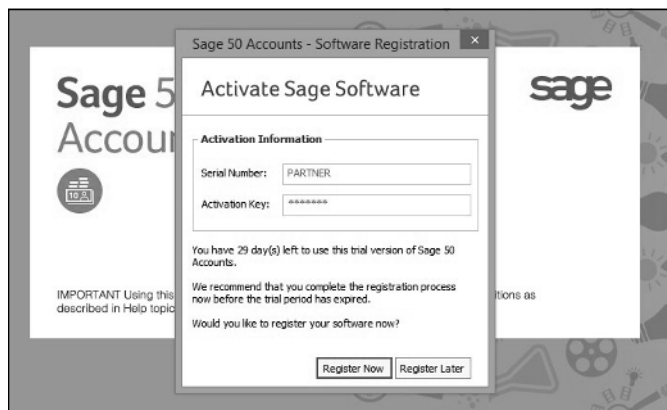 Sage 50 Accounts - Software Registration
Activate Sage Software
Activation Information
Serial Number: PARTNER
Activation Key: *******
You have 29 day(s) left to use this trial version of Sage 50
Accounts.
We recommend that you complete the registration process
now before the trial period has expired.
Would you like to register your software now?
Register Now Register Later
Sage 5
Accou
10
sage
IMPORTANT Using this
described in Help topic
itions as